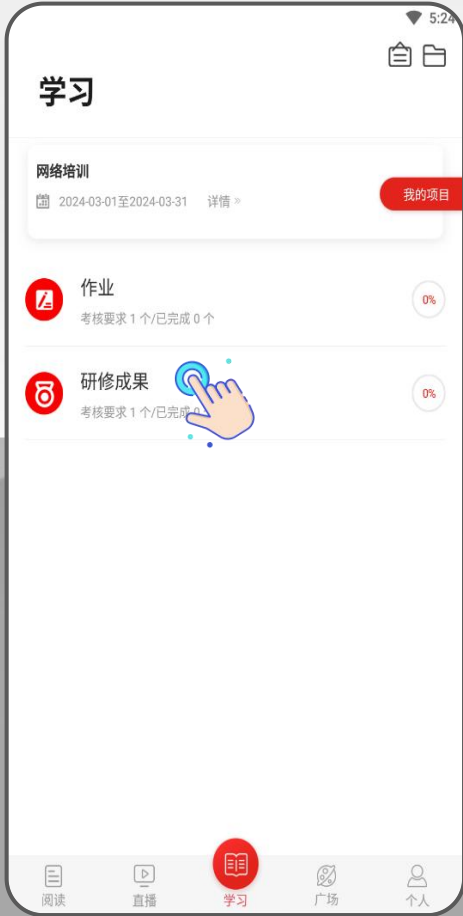 5:24
学习
网络培训
2024-03-01至2024-03-31 详情 »
我的项目
作业
考核要求 1 个/已完成 0 个
0%
研修成果
考核要求 1 个/已完成 0
0%
阅读
直播
学习
广场
个人